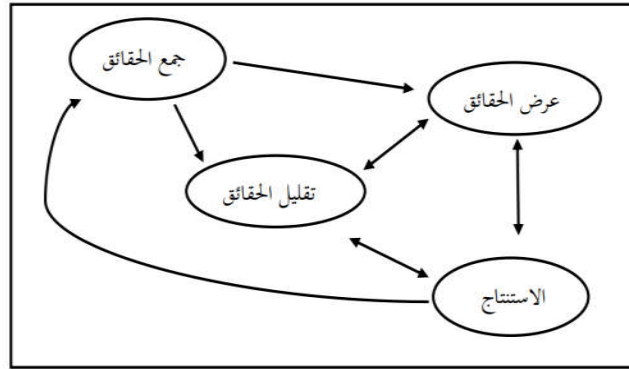 جمع الحقائق
عرض الحقائق
تقليل الحقائق
الاستنتاج